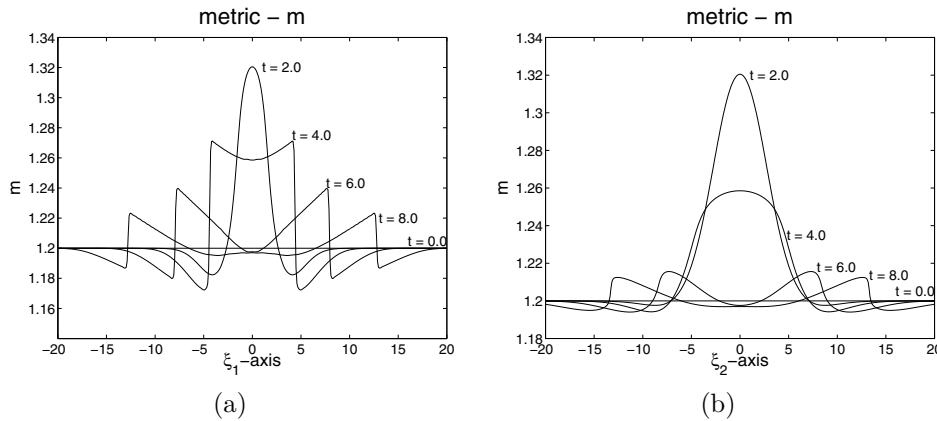 metric – m
1.34
1.32
1.3
1.28
1.26
1.24
1.22
1.2
1.18
1.16
m
t = 2.0
t = 4.0
t = 6.0
t = 8.0
t = 0.0
−20 −15 −10 −5 0 5 10 15 20
ξ₁–axis
(a)
metric – m
1.34
1.32
1.3
1.28
1.26
1.24
1.22
1.2
1.18
m
t = 2.0
t = 4.0
t = 6.0
t = 8.0
t = 0.0
−20 −15 −10 −5 0 5 10 15 20
ξ₂–axis
(b)